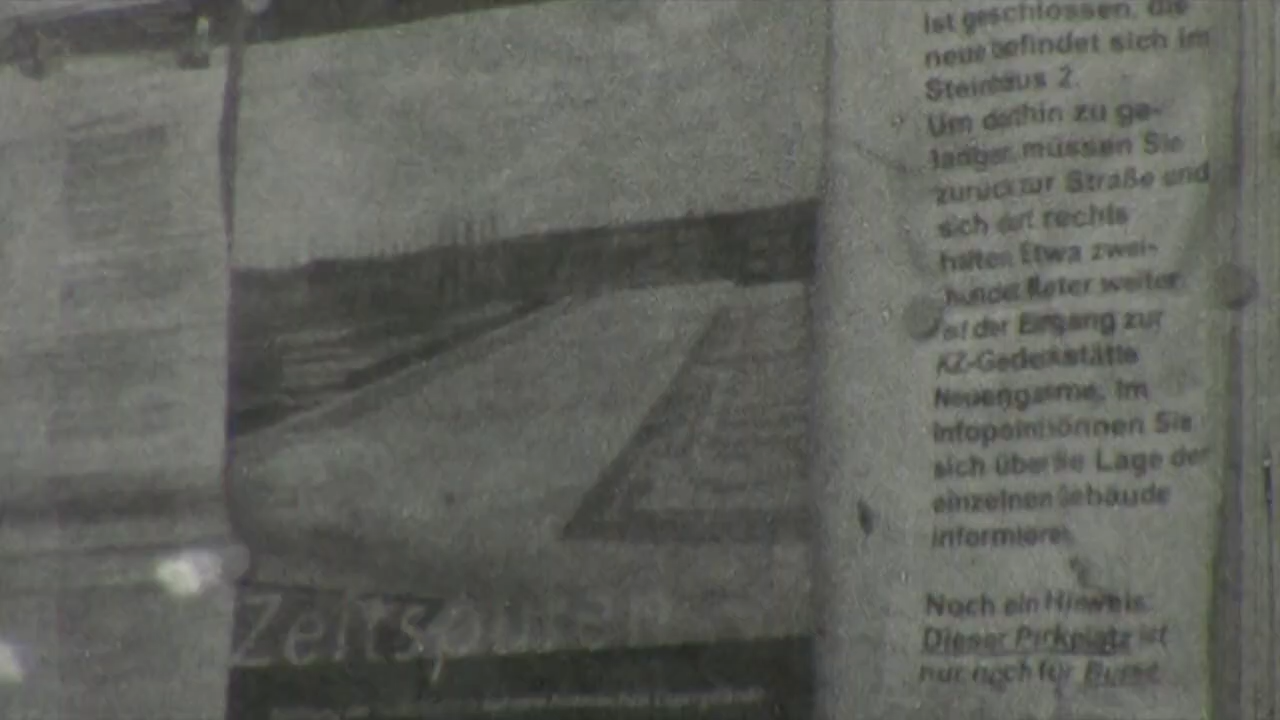 Zeitspuren
ist geschlossen, die
neue befindet sich im
Steinhaus 2.
Um dorthin zu ge-
langen, müssen Sie
zurück zur Straße und
sich dort rechts
halten. Etwa zwei-
hundert Meter weiter
ist der Eingang zur
KZ-Gedenkstätte
Neuengamme. Im
Infopoint können Sie
sich über die Lage der
einzelnen Gebäude
informieren.
Noch ein Hinweis:
Dieser Parkplatz ist
nur noch für Busse